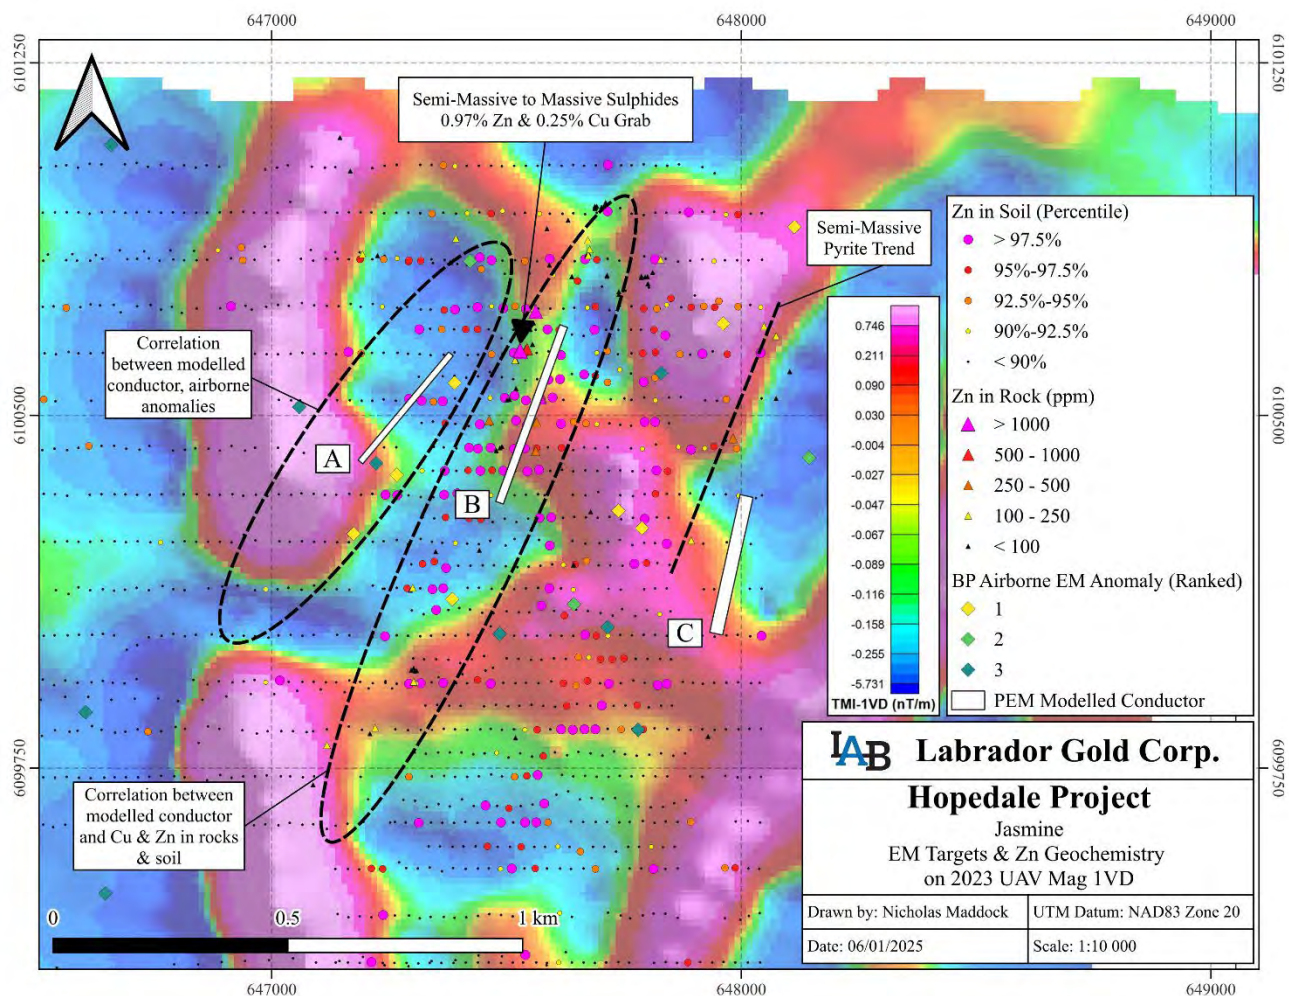 647000
648000
649000
6101250
6101250
Semi-Massive to Massive Sulphides
0.97% Zn & 0.25% Cu Grab
Semi-Massive
Pyrite Trend
Zn in Soil (Percentile)
> 97.5%
95%-97.5%
92.5%-95%
90%-92.5%
< 90%
Zn in Rock (ppm)
> 1000
500 - 1000
250 - 500
100 - 250
< 100
BP Airborne EM Anomaly (Ranked)
1
2
3
PEM Modelled Conductor
0.746
0.211
0.090
0.030
-0.004
-0.027
-0.045
-0.067
-0.089
-0.116
-0.158
-0.255
-5.731
TMI-1VD (nT/m)
Correlation
between modelled
conductor, airborne
anomalies
6100500
6100500
A
B
C
6099750
6099750
Correlation between
modelled conductor
and Cu & Zn in rocks
& soil
LAB Labrador Gold Corp.
Hopedale Project
Jasmine
EM Targets & Zn Geochemistry
on 2023 UAV Mag 1VD
Drawn by: Nicholas Maddock
UTM Datum: NAD83 Zone 20
Date: 06/01/2025
Scale: 1:10 000
0
0.5
1 km
647000
648000
649000